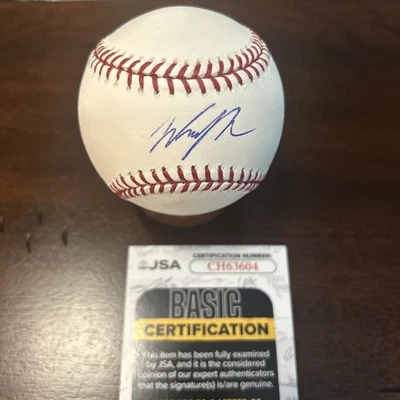 JSA
CERTIFICATION NUMBER:
CH63604
BASIC
CERTIFICATION
This item has been fully examined
by JSA, and it is the considered
opinion of our expert authenticators
that the signature(s) is/are genuine.